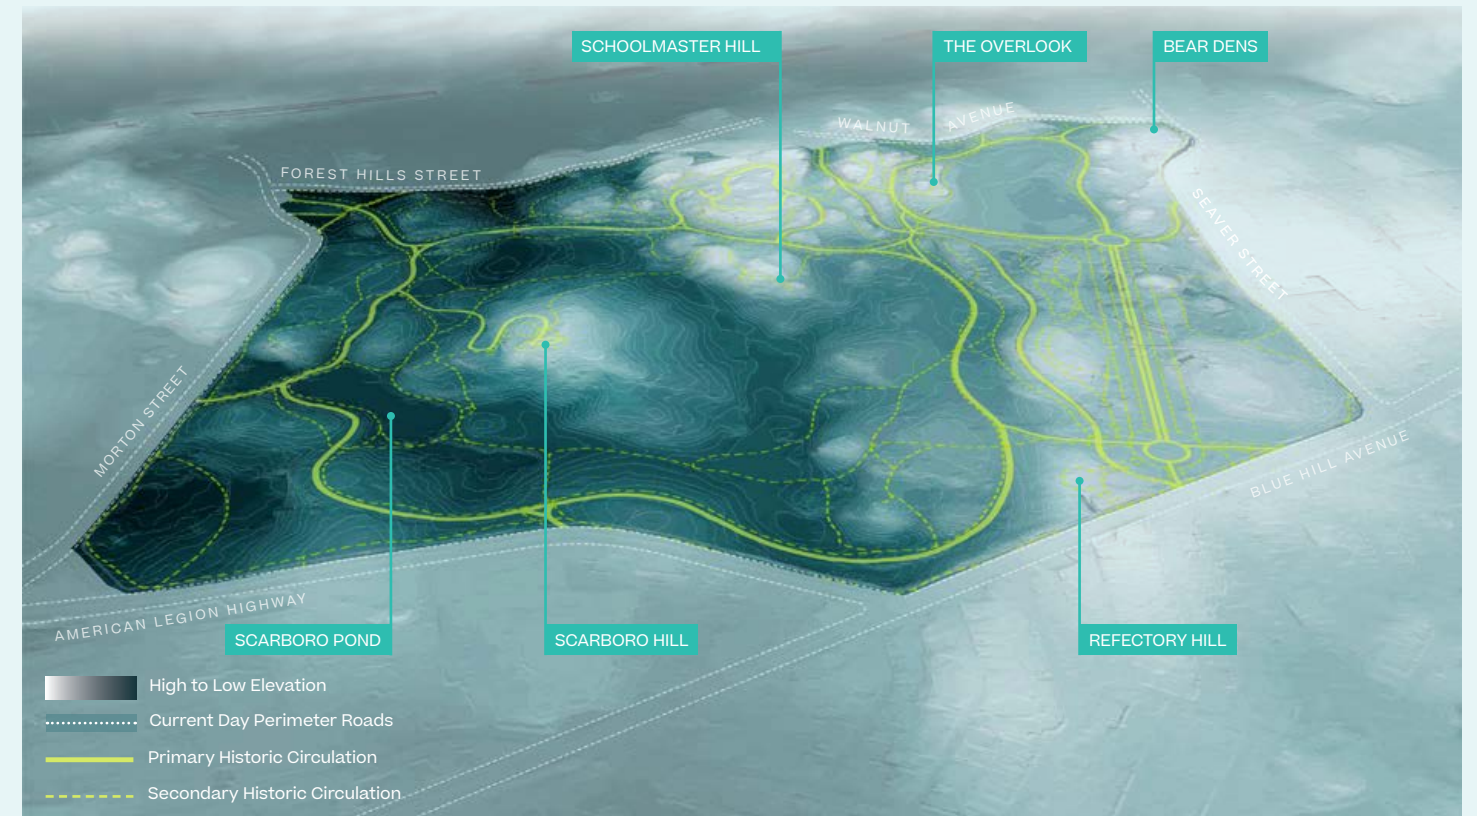 SCHOOLMASTER HILL
THE OVERLOOK
BEAR DENS
WALNUT AVENUE
FOREST HILLS STREET
SEAVER STREET
MORTON STREET
BLUE HILL AVENUE
AMERICAN LEGION HIGHWAY
SCARBORO POND
SCARBORO HILL
REFECTORY HILL
High to Low Elevation
Current Day Perimeter Roads
Primary Historic Circulation
Secondary Historic Circulation